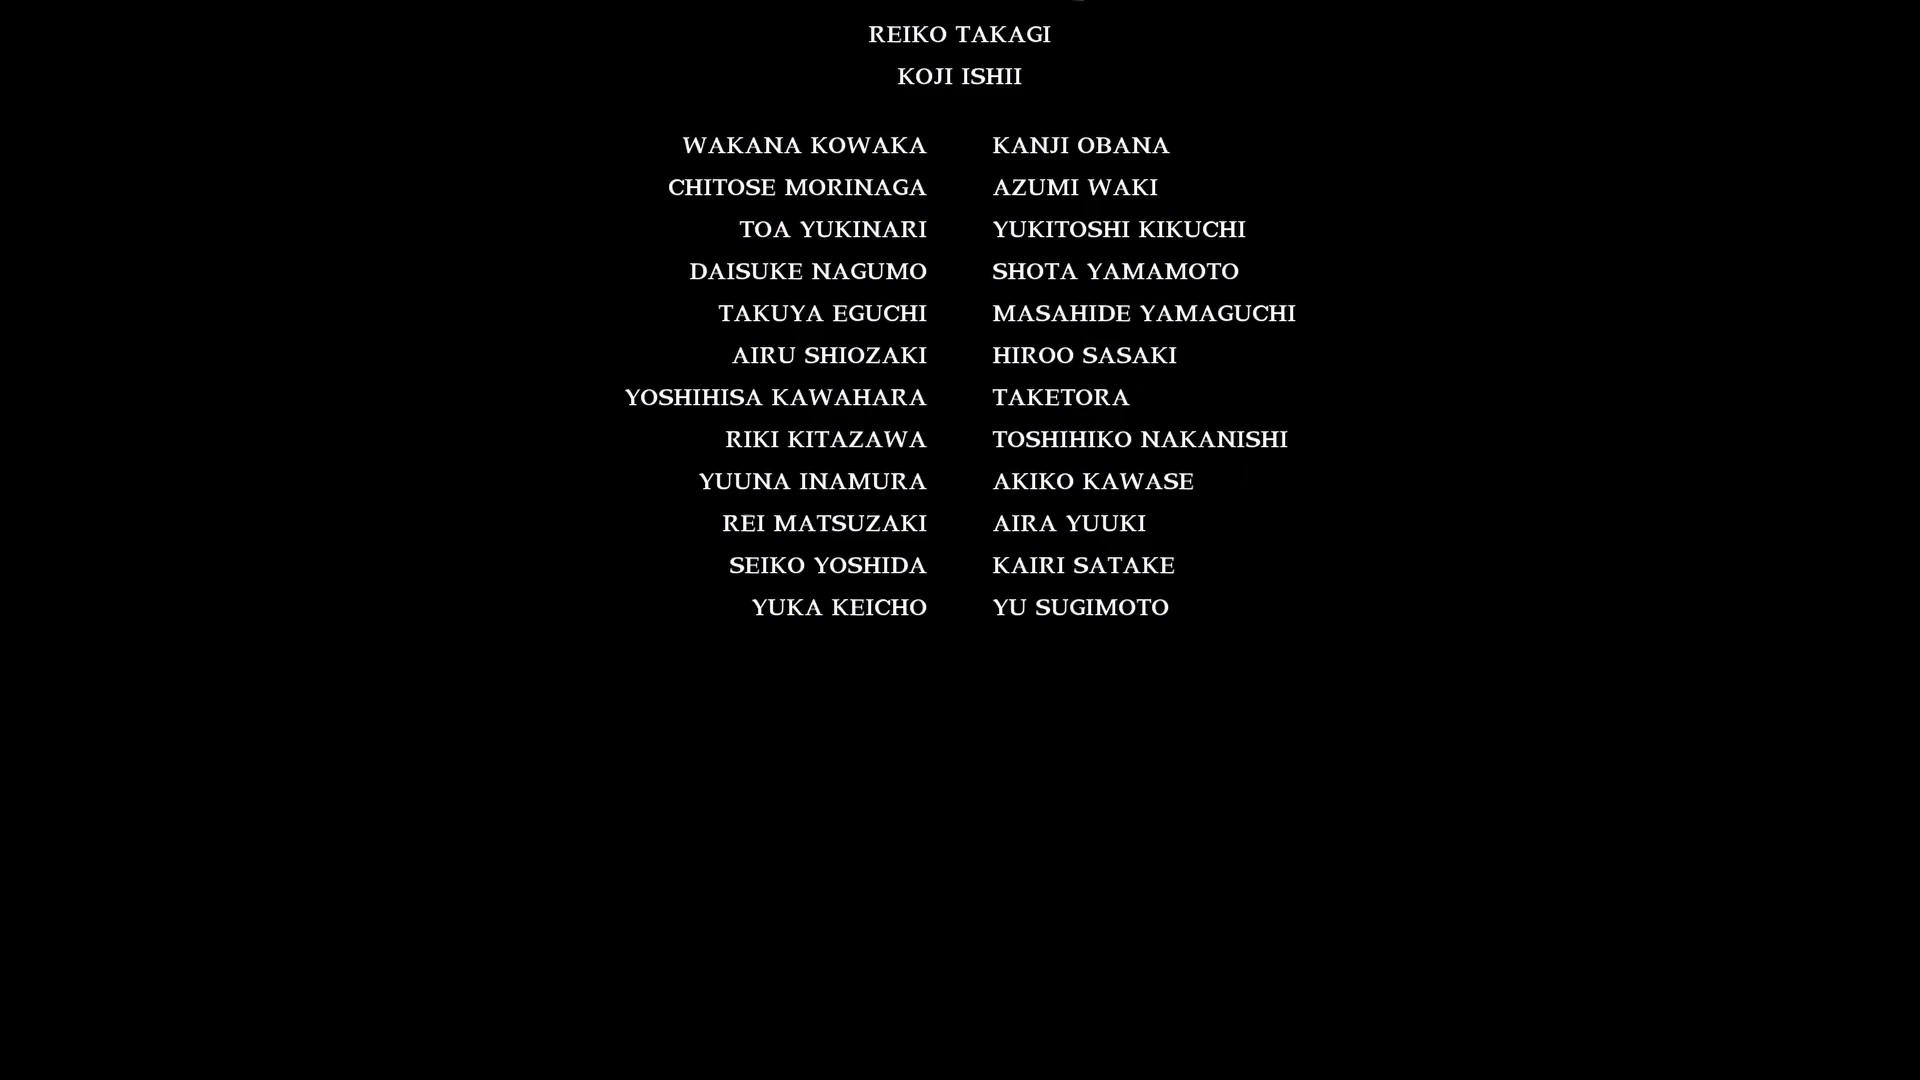 REIKO TAKAGI
KOJI ISHII
WAKANA KOWAKA KANJI OBANA
CHITOSE MORINAGA AZUMI WAKI
TOA YUKINARI YUKITOSHI KIKUCHI
DAISUKE NAGUMO SHOTA YAMAMOTO
TAKUYA EGUCHI MASAHIDE YAMAGUCHI
AIRU SHIOZAKI HIROO SASAKI
YOSHIHISA KAWAHARA TAKETORA
RIKI KITAZAWA TOSHIHIKO NAKANISHI
YUUNA INAMURA AKIKO KAWASE
REI MATSUZAKI AIRA YUUKI
SEIKO YOSHIDA KAIRI SATAKE
YUKA KEICHO YU SUGIMOTO